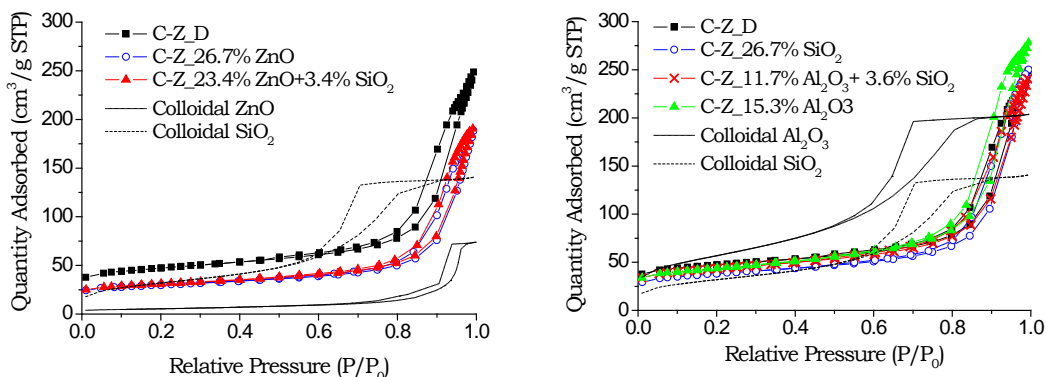 300
250
200
150
100
50
0
Quantity Adsorbed (cm³/g STP)
C-Z_D
C-Z_26.7% ZnO
C-Z_23.4% ZnO+3.4% SiO₂
Colloidal ZnO
Colloidal SiO₂
0.0 0.2 0.4 0.6 0.8 1.0
Relative Pressure (P/P₀)
300
250
200
150
100
50
0
Quantity Adsorbed (cm³/g STP)
C-Z_D
C-Z_26.7% SiO₂
C-Z_11.7% Al₂O₃+ 3.6% SiO₂
C-Z_15.3% Al₂O3
Colloidal Al₂O₃
Colloidal SiO₂
0.0 0.2 0.4 0.6 0.8 1.0
Relative Pressure (P/P₀)